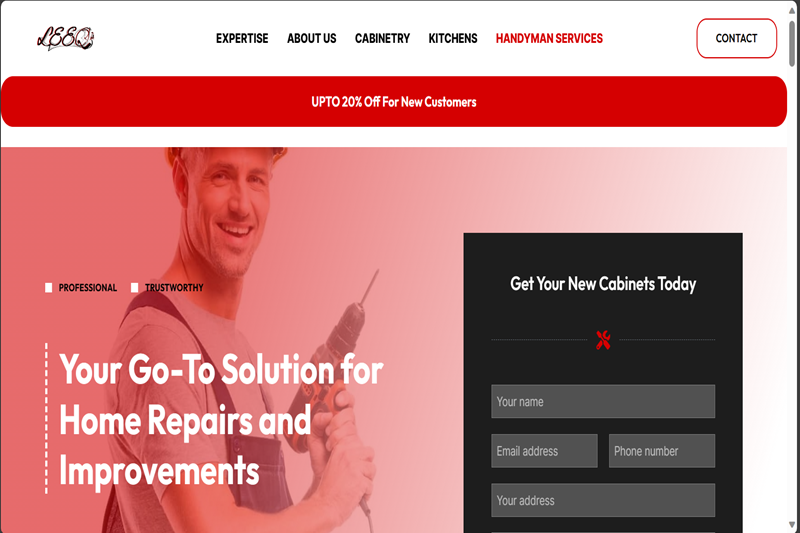 EXPERTISE ABOUT US CABINETRY KITCHENS HANDYMAN SERVICES CONTACT
UPTO 20% Off For New Customers
PROFESSIONAL TRUSTWORTHY
Your Go-To Solution for
Home Repairs and
Improvements
Get Your New Cabinets Today
Your name
Email address Phone number
Your address